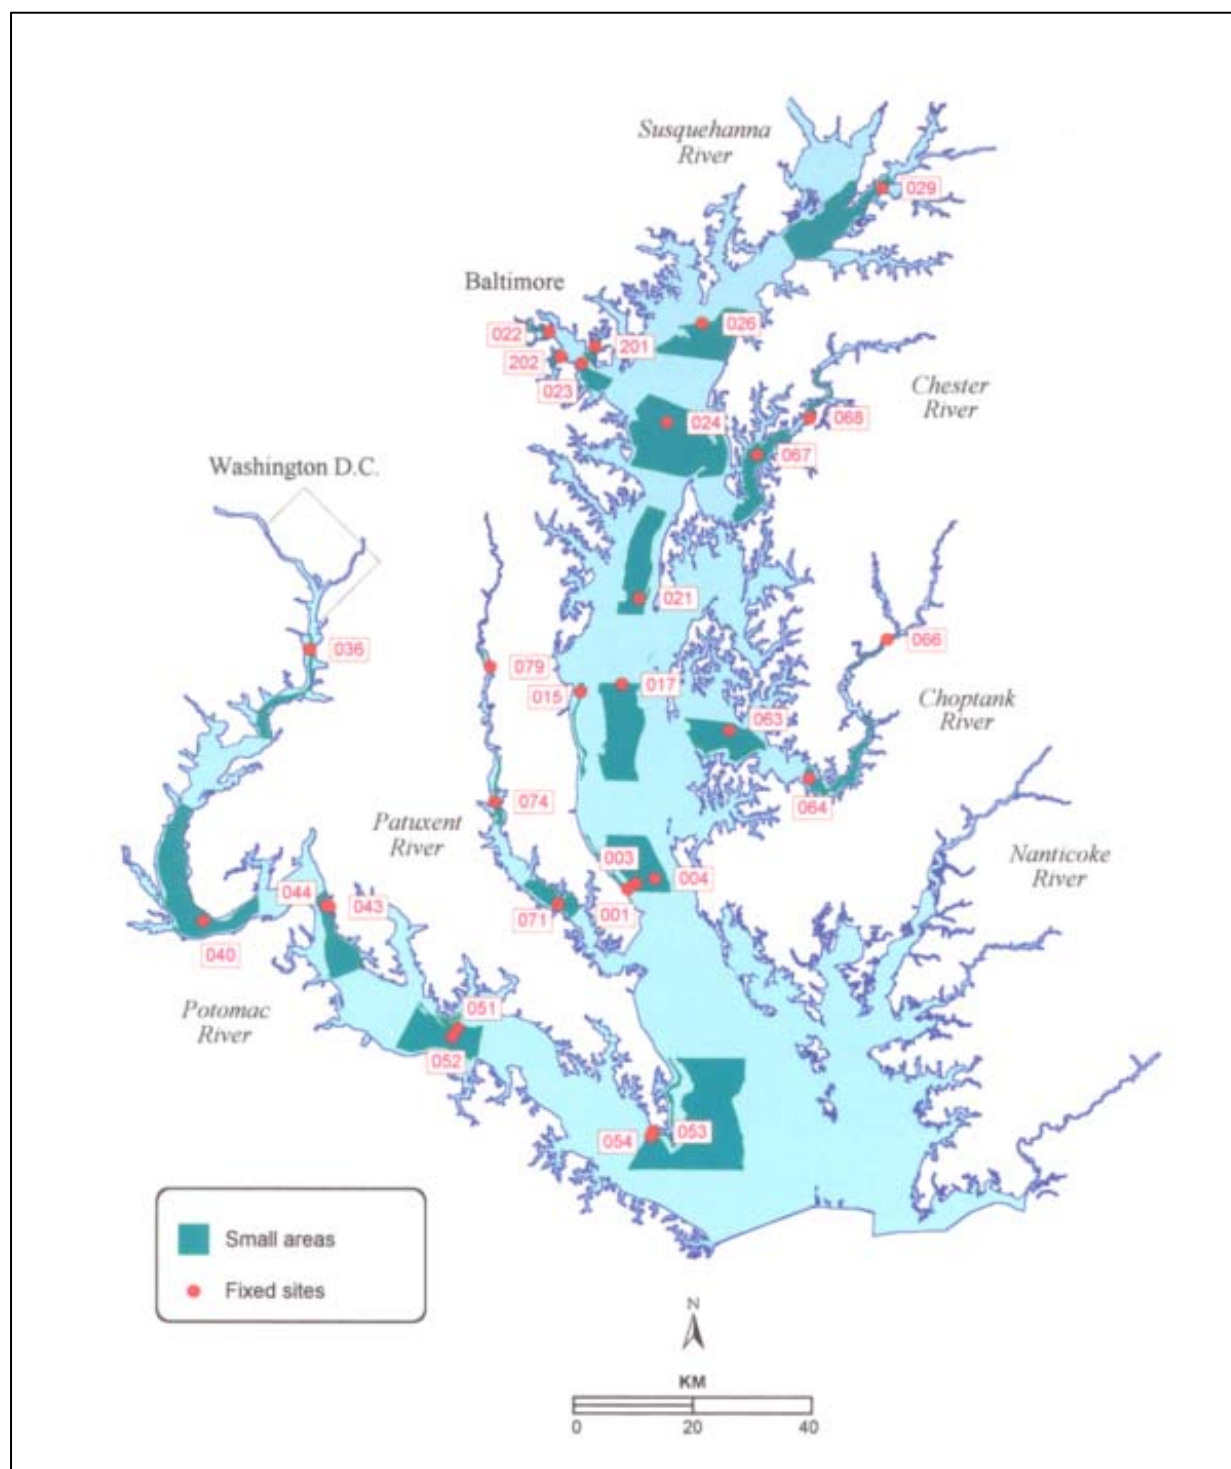 Susquehanna
River
029
Baltimore
022
026
201
202
023
Chester
River
024
068
067
Washington D.C.
021
036
079
066
015
017
063
Choptank
River
074
064
Patuxent
River
003
004
Nanticoke
River
044
043
071
001
040
Potomac
River
051
052
054
053
Small areas
Fixed sites
N
KM
0
20
40